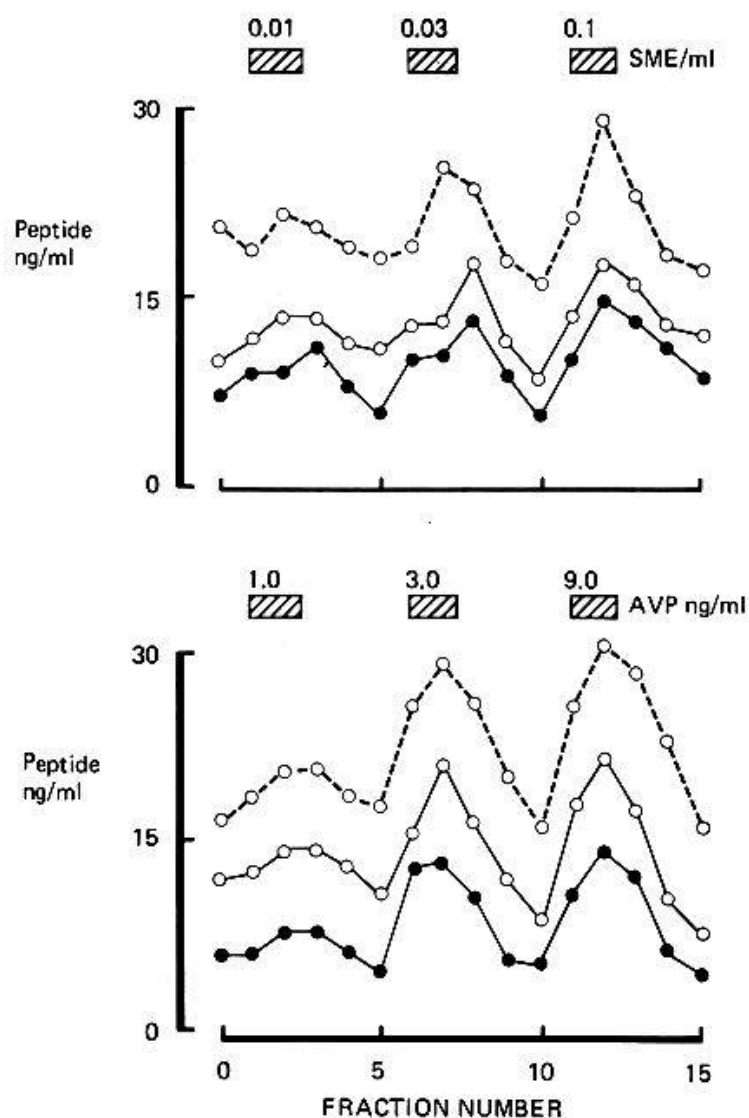 0.01 0.03 0.1
SME/ml
30
Peptide
ng/ml
15
0
1.0 3.0 9.0
AVP ng/ml
30
Peptide
ng/ml
15
0
0 5 10 15
FRACTION NUMBER